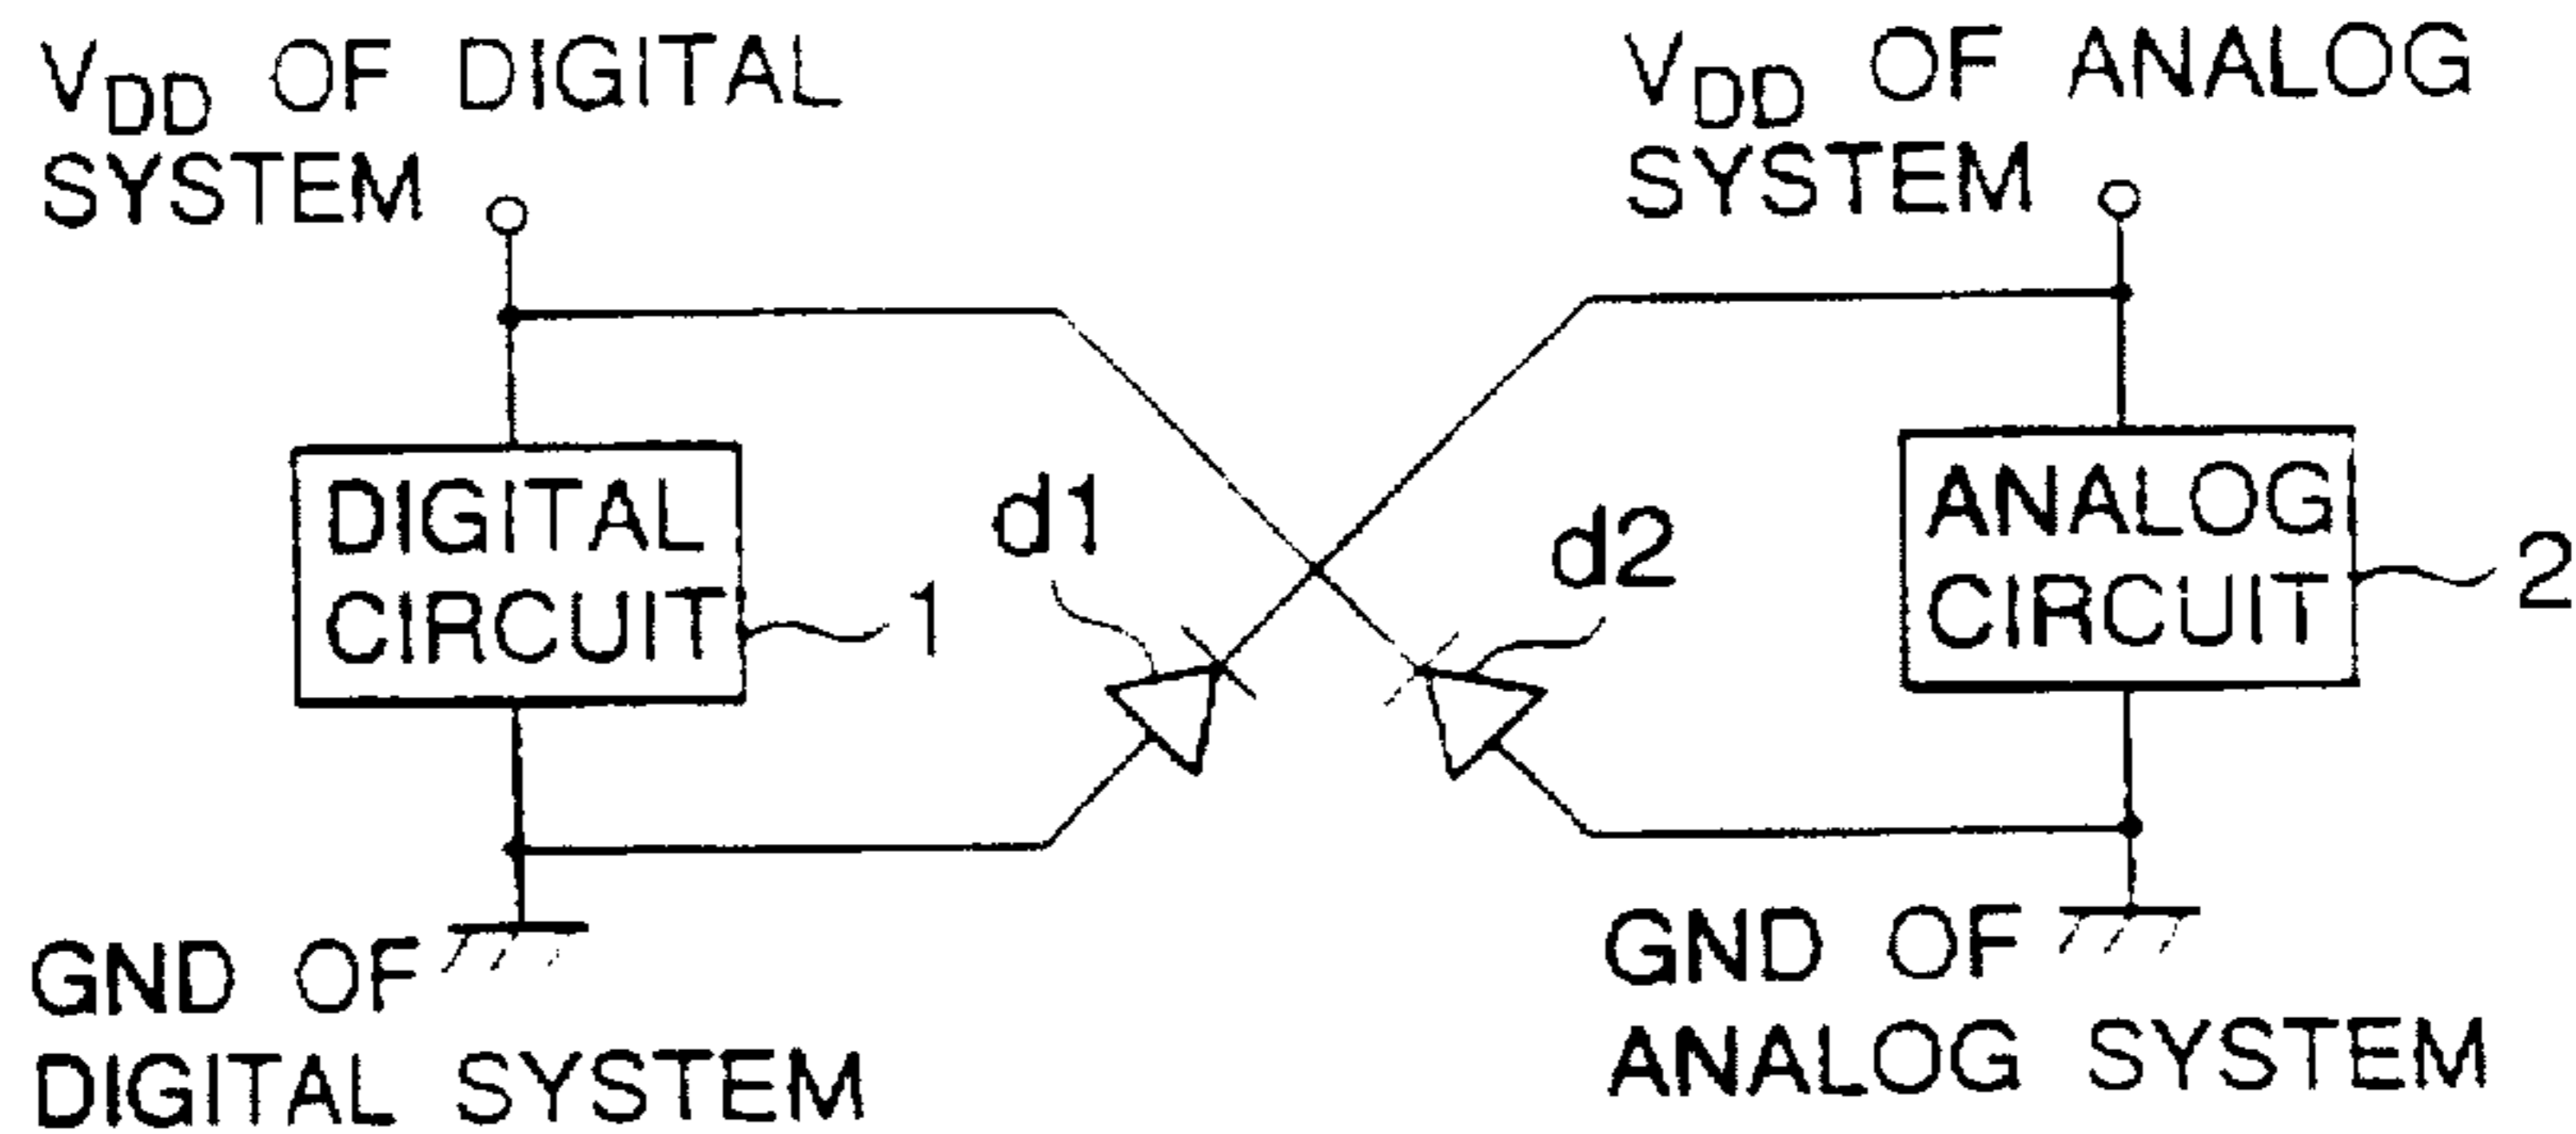 VDD OF DIGITAL
SYSTEM
VDD OF ANALOG
SYSTEM
DIGITAL
CIRCUIT
1
d1
d2
ANALOG
CIRCUIT
2
GND OF
DIGITAL SYSTEM
GND OF
ANALOG SYSTEM